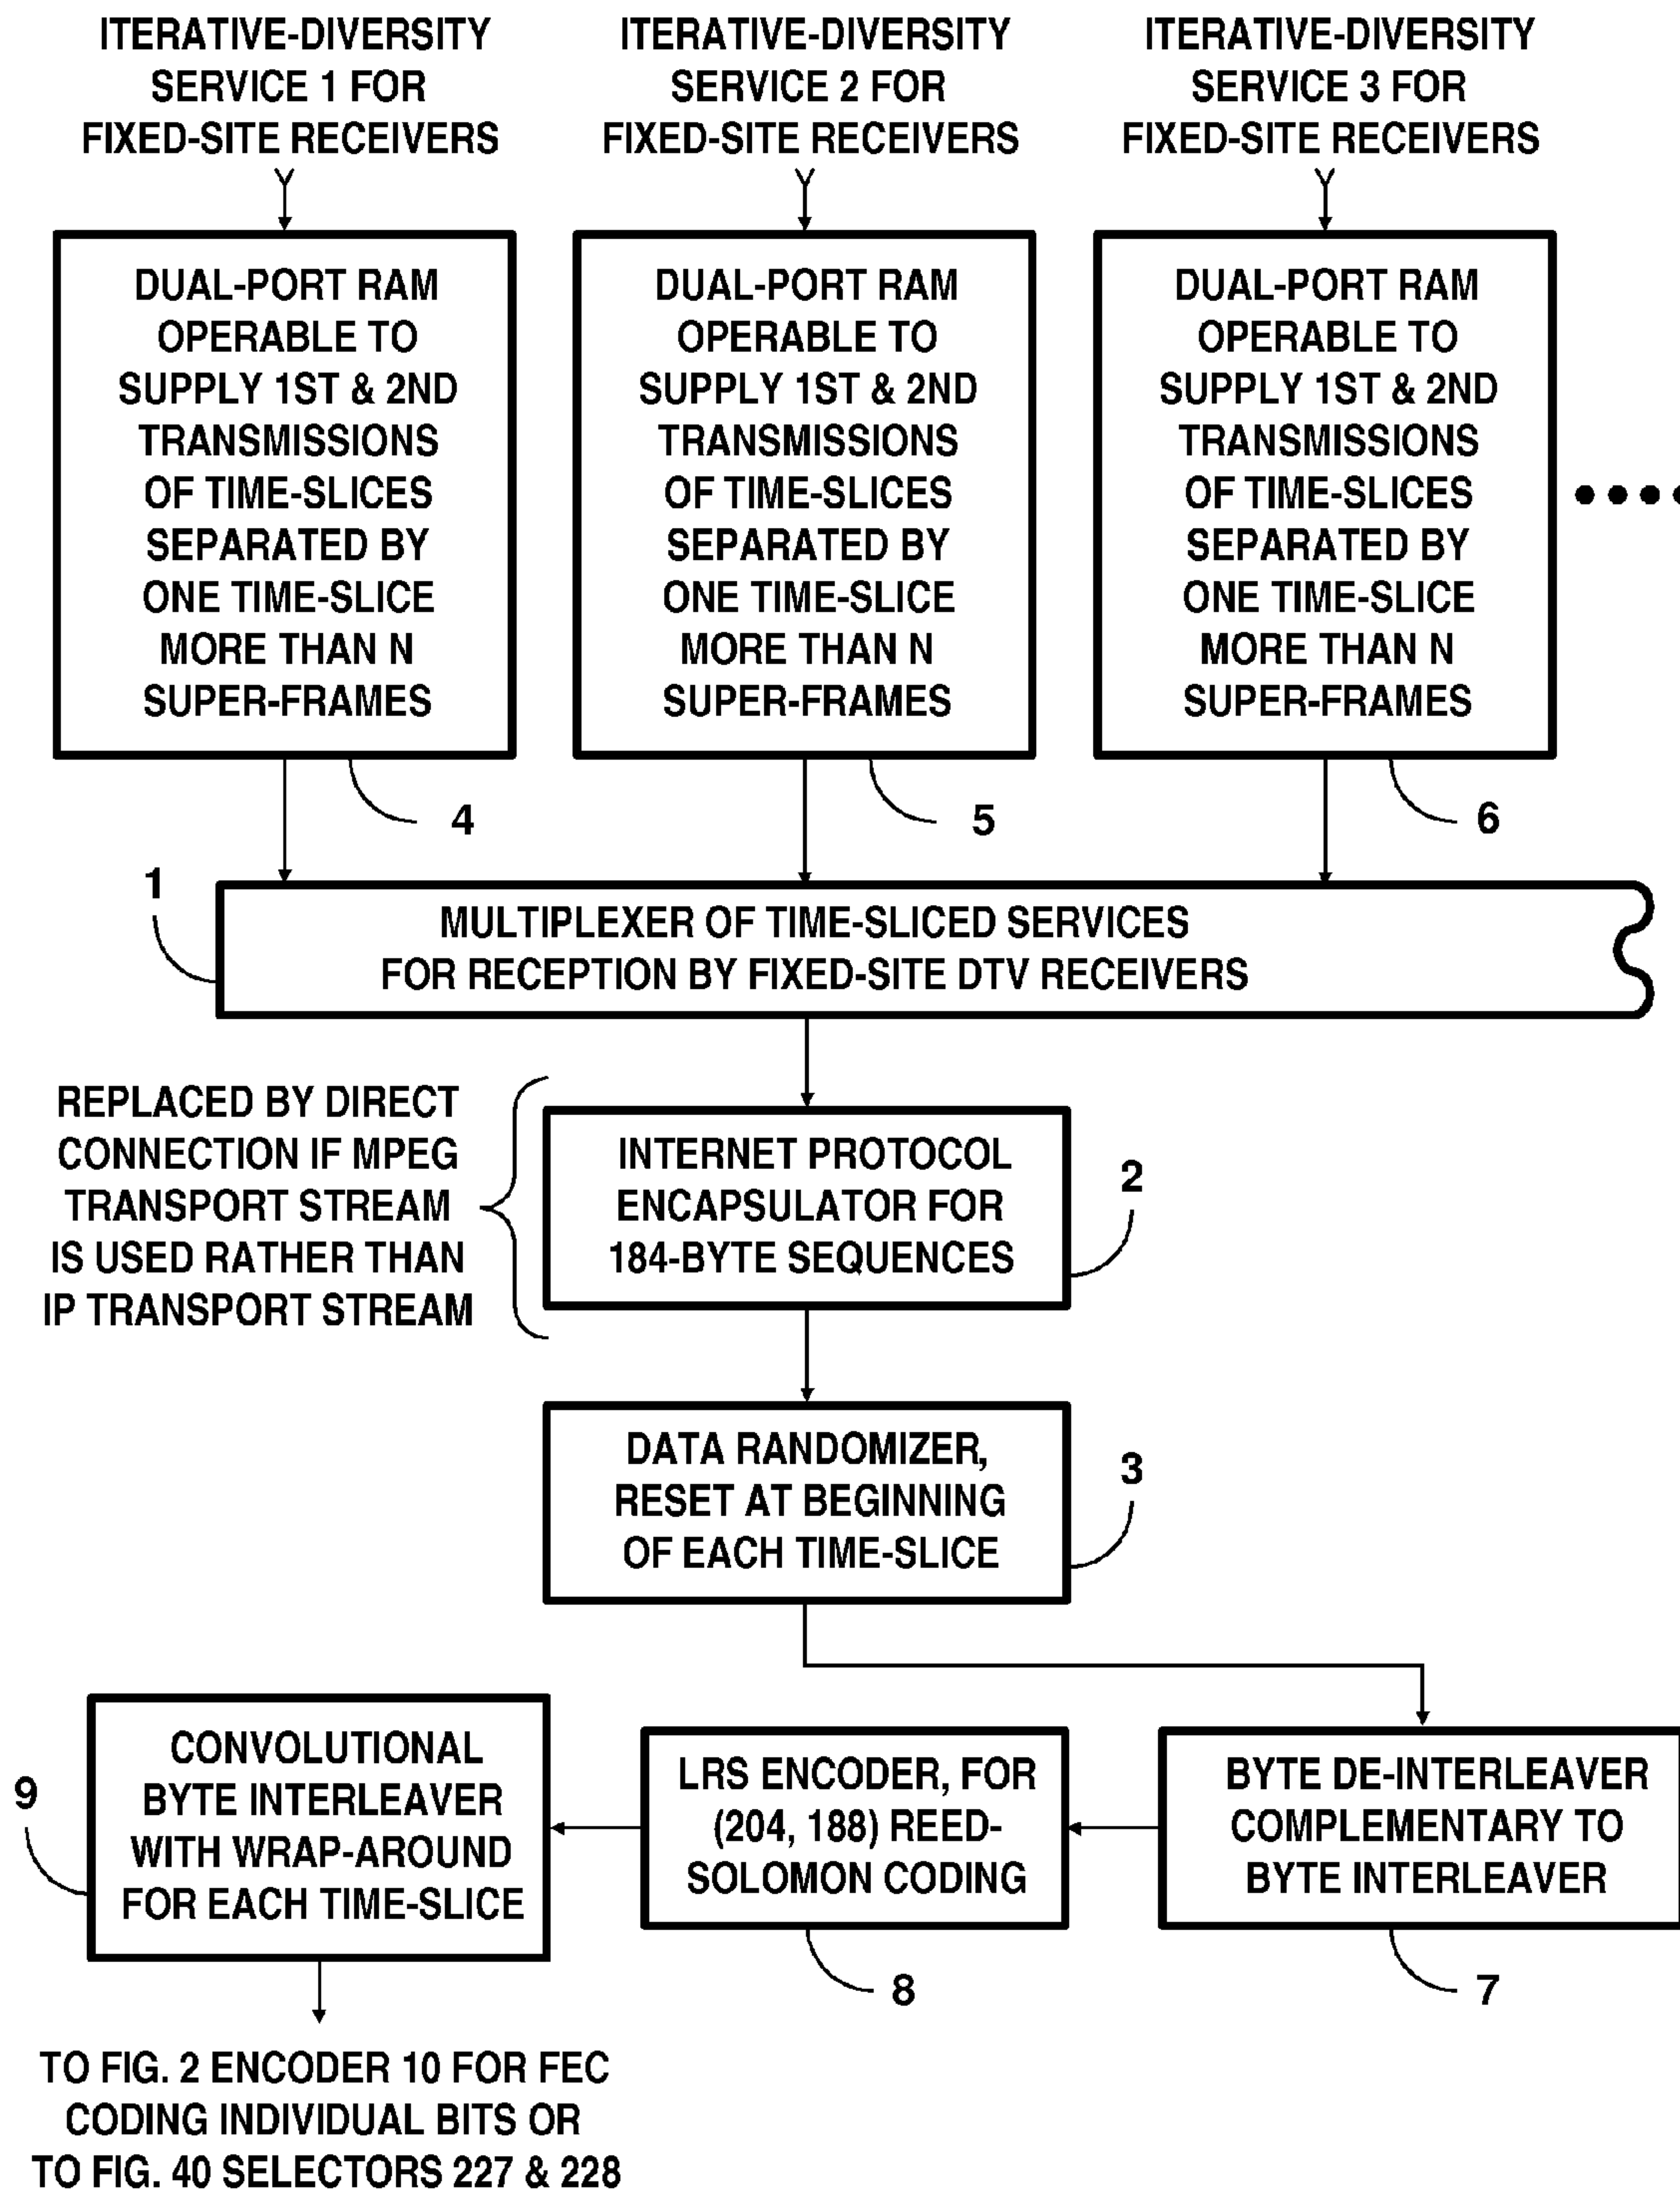 ITERATIVE-DIVERSITY
SERVICE 1 FOR
FIXED-SITE RECEIVERS
ITERATIVE-DIVERSITY
SERVICE 2 FOR
FIXED-SITE RECEIVERS
ITERATIVE-DIVERSITY
SERVICE 3 FOR
FIXED-SITE RECEIVERS
DUAL-PORT RAM
OPERABLE TO
SUPPLY 1ST & 2ND
TRANSMISSIONS
OF TIME-SLICES
SEPARATED BY
ONE TIME-SLICE
MORE THAN N
SUPER-FRAMES
4
DUAL-PORT RAM
OPERABLE TO
SUPPLY 1ST & 2ND
TRANSMISSIONS
OF TIME-SLICES
SEPARATED BY
ONE TIME-SLICE
MORE THAN N
SUPER-FRAMES
5
DUAL-PORT RAM
OPERABLE TO
SUPPLY 1ST & 2ND
TRANSMISSIONS
OF TIME-SLICES
SEPARATED BY
ONE TIME-SLICE
MORE THAN N
SUPER-FRAMES
6
1
MULTIPLEXER OF TIME-SLICED SERVICES
FOR RECEPTION BY FIXED-SITE DTV RECEIVERS
REPLACED BY DIRECT
CONNECTION IF MPEG
TRANSPORT STREAM
IS USED RATHER THAN
IP TRANSPORT STREAM
INTERNET PROTOCOL
ENCAPSULATOR FOR
184-BYTE SEQUENCES
2
DATA RANDOMIZER,
RESET AT BEGINNING
OF EACH TIME-SLICE
3
BYTE DE-INTERLEAVER
COMPLEMENTARY TO
BYTE INTERLEAVER
7
LRS ENCODER, FOR
(204, 188) REED-
SOLOMON CODING
8
CONVOLUTIONAL
BYTE INTERLEAVER
WITH WRAP-AROUND
FOR EACH TIME-SLICE
9
TO FIG. 2 ENCODER 10 FOR FEC
CODING INDIVIDUAL BITS OR
TO FIG. 40 SELECTORS 227 & 228